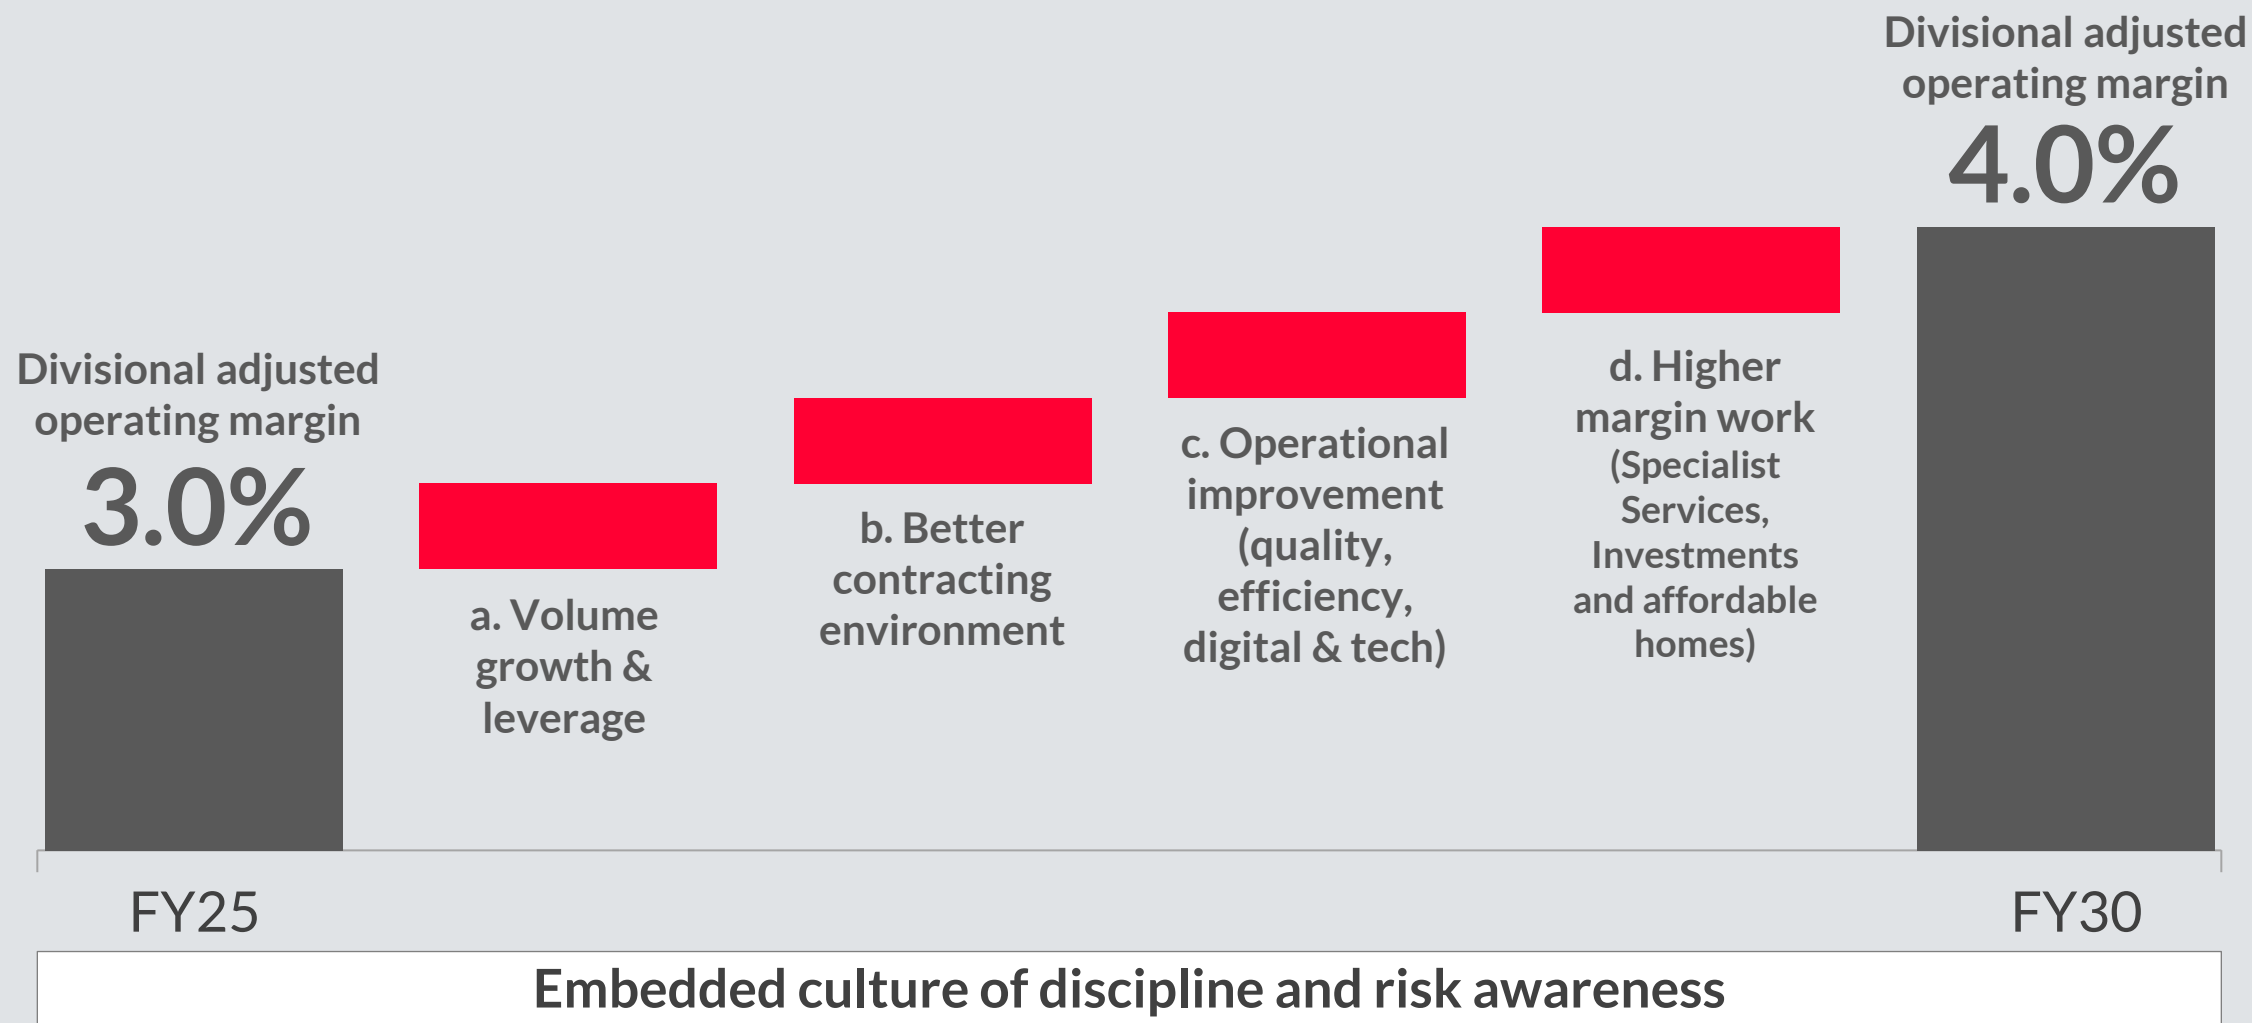 Divisional adjusted
operating margin
3.0%
a. Volume
growth &
leverage
b. Better
contracting
environment
c. Operational
improvement
(quality,
efficiency,
digital & tech)
d. Higher
margin work
(Specialist
Services,
Investments
and affordable
homes)
Divisional adjusted
operating margin
4.0%
FY25
FY30
Embedded culture of discipline and risk awareness